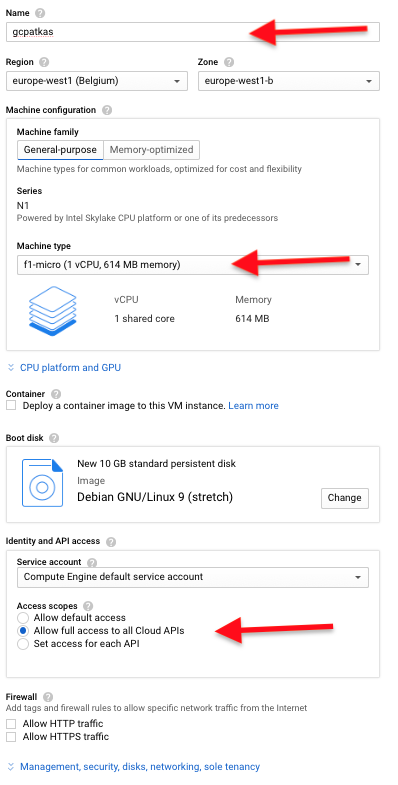 Name ?
gcpatkas
Region ? Zone ?
europe-west1 (Belgium) europe-west1-b
Machine configuration ?
Machine family
General-purpose Memory-optimized
Machine types for common workloads, optimized for cost and flexibility
Series
N1
Powered by Intel Skylake CPU platform or one of its predecessors
Machine type
f1-micro (1 vCPU, 614 MB memory)
vCPU Memory
1 shared core 614 MB
CPU platform and GPU
Container ?
Deploy a container image to this VM instance. Learn more
Boot disk ?
New 10 GB standard persistent disk
Image
Debian GNU/Linux 9 (stretch)
Change
Identity and API access ?
Service account ?
Compute Engine default service account
Access scopes ?
Allow default access
Allow full access to all Cloud APIs
Set access for each API
Firewall ?
Add tags and firewall rules to allow specific network traffic from the Internet
Allow HTTP traffic
Allow HTTPS traffic
Management, security, disks, networking, sole tenancy